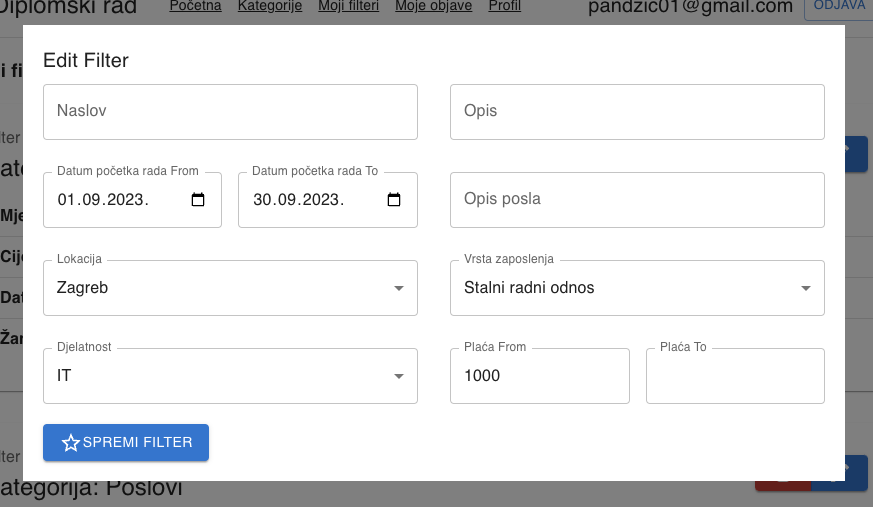 Diplomski rad Početna Kategorije Moji filteri Moje objave Profil pandzic01@gmail.com ODJAVA
Edit Filter
Naslov Opis
Datum početka rada From Datum početka rada To
01.09.2023. 30.09.2023. Opis posla
Lokacija Vrsta zaposlenja
Zagreb Stalni radni odnos
Djelatnost Plaća From Plaća To
IT 1000
SPREMI FILTER
ategorija: Poslovi